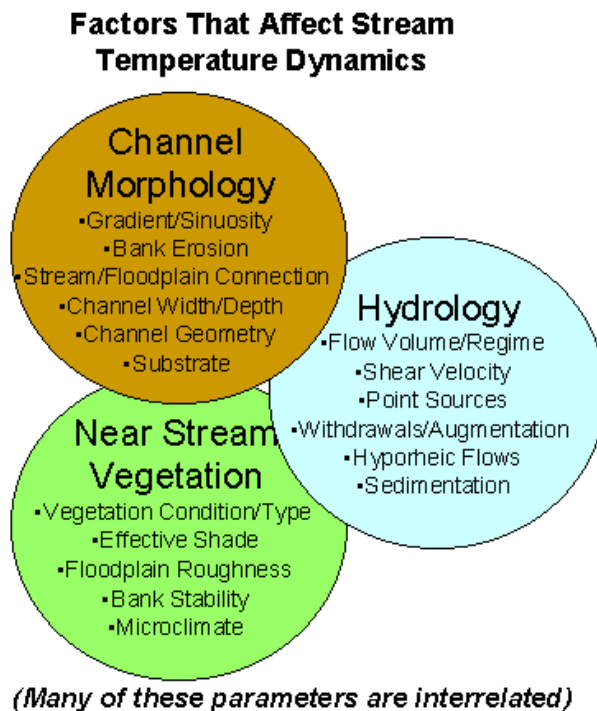 Factors That Affect Stream
Temperature Dynamics
Channel
Morphology
▪Gradient/Sinuosity
▪Bank Erosion
▪Stream/Floodplain Connection
▪Channel Width/Depth
▪Channel Geometry
▪Substrate
Hydrology
▪Flow Volume/Regime
▪Shear Velocity
▪Point Sources
▪Withdrawals/Augmentation
▪Hyporheic Flows
▪Sedimentation
Near Stream
Vegetation
▪Vegetation Condition/Type
▪Effective Shade
▪Floodplain Roughness
▪Bank Stability
▪Microclimate
(Many of these parameters are interrelated)